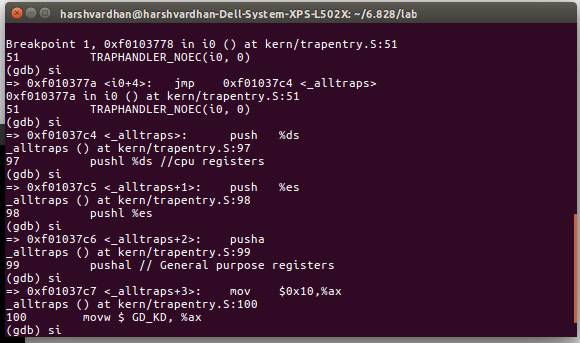 harshvardhan@harshvardhan-Dell-System-XPS-L502X: ~/6.828/lab
Breakpoint 1, 0xf0103778 in i0 () at kern/trapentry.S:51
51 TRAPHANDLER_NOEC(i0, 0)
(gdb) si
=> 0xf010377a <i0+4>: jmp 0xf01037c4 <_alltraps>
0xf010377a in i0 () at kern/trapentry.S:51
51 TRAPHANDLER_NOEC(i0, 0)
(gdb) si
=> 0xf01037c4 <_alltraps>: push %ds
_alltraps () at kern/trapentry.S:97
97 pushl %ds //cpu registers
(gdb) si
=> 0xf01037c5 <_alltraps+1>: push %es
_alltraps () at kern/trapentry.S:98
98 pushl %es
(gdb) si
=> 0xf01037c6 <_alltraps+2>: pusha
_alltraps () at kern/trapentry.S:99
99 pushal // General purpose registers
(gdb) si
=> 0xf01037c7 <_alltraps+3>: mov $0x10,%ax
_alltraps () at kern/trapentry.S:100
100 movw $ GD_KD, %ax
(gdb) si